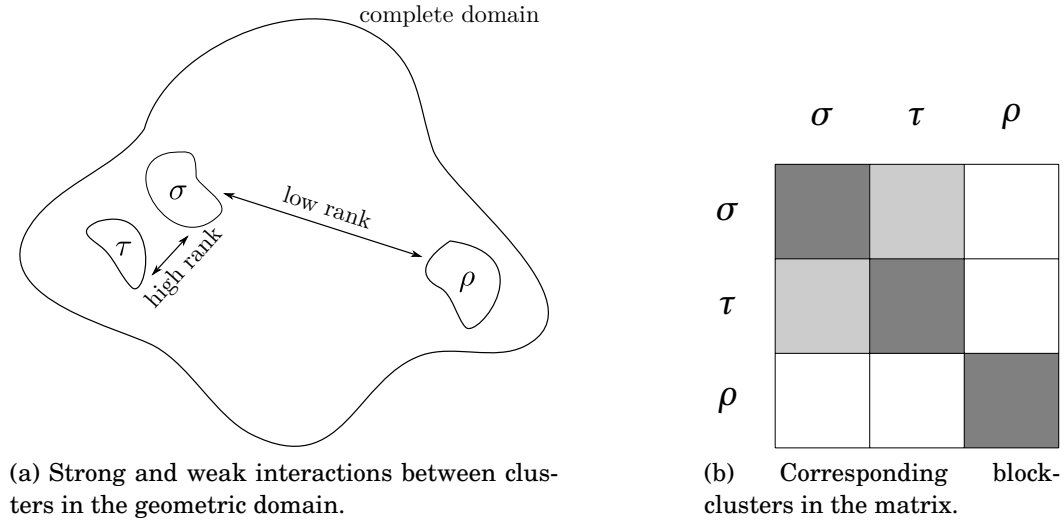 complete domain
σ
low rank
τ
high rank
ρ
(a) Strong and weak interactions between clus-
ters in the geometric domain.
σ τ ρ
σ
τ
ρ
(b) Corresponding block-
clusters in the matrix.